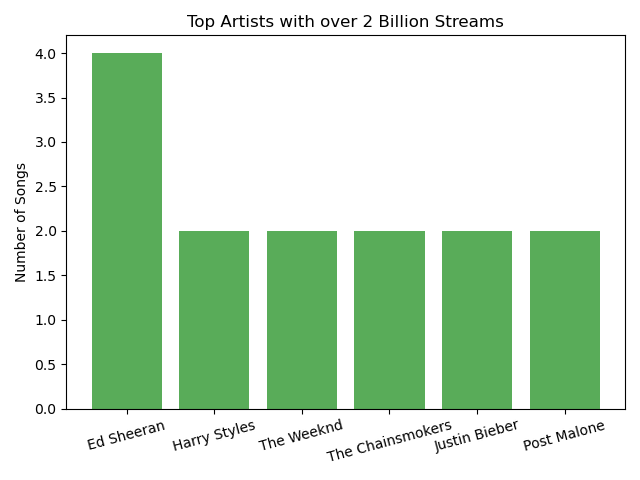 Top Artists with over 2 Billion Streams
Number of Songs
4.0
3.5
3.0
2.5
2.0
1.5
1.0
0.5
0.0
Ed Sheeran
Harry Styles
The Weeknd
The Chainsmokers
Justin Bieber
Post Malone